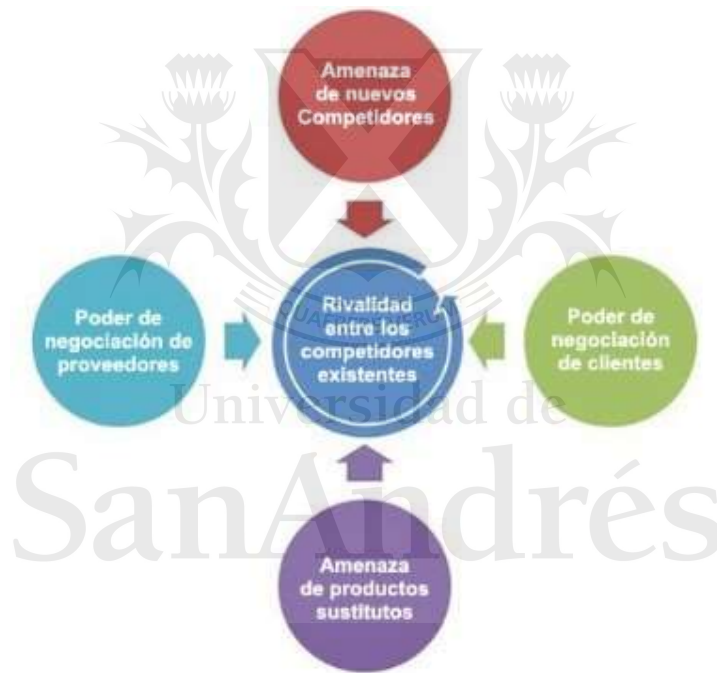 Amenaza
de nuevos
Competidores
Poder de
negociación de
proveedores
Rivalidad
entre los
competidores
existentes
Poder de
negociación
de clientes
Universidad de
SanAndrés
Amenaza
de productos
sustitutos